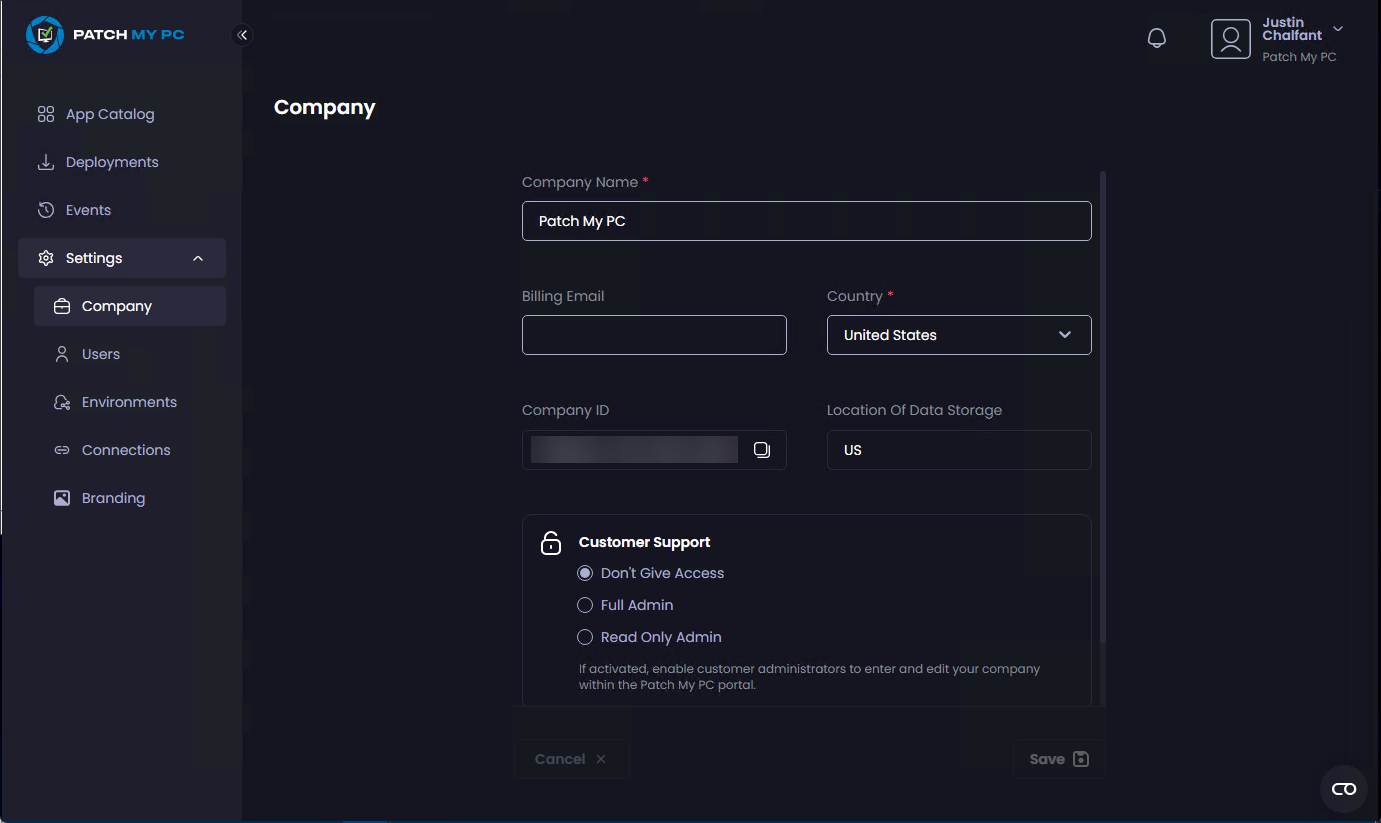 PATCH MY PC
Justin
Chalfant
Patch My PC
App Catalog
Deployments
Events
Settings
Company
Users
Environments
Connections
Branding
Company
Company Name *
Patch My PC
Billing Email
Country *
United States
Company ID
Location Of Data Storage
US
Customer Support
Don't Give Access
Full Admin
Read Only Admin
If activated, enable customer administrators to enter and edit your company
within the Patch My PC portal.
Cancel
Save